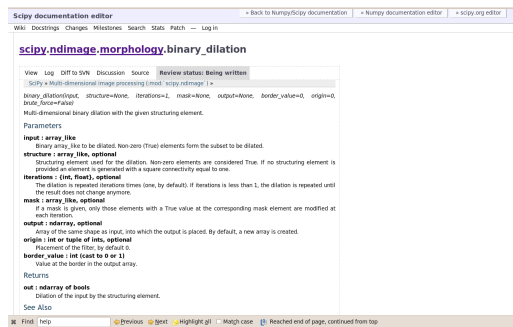 Scipy documentation editor
» Back to Numpy/Scipy documentation
» Numpy documentation editor
» scipy.org editor
Wiki Docstrings Changes Milestones Search Stats Patch — Log in
scipy.ndimage.morphology.binary_dilation
View Log Diff to SVN Discussion Source Review status: Being written
SciPy » Multi-dimensional image processing (:mod:`scipy.ndimage`) »
binary_dilation(input, structure=None, iterations=1, mask=None, output=None, border_value=0, origin=0,
brute_force=False)
Multi-dimensional binary dilation with the given structuring element.
Parameters
input : array_like
Binary array_like to be dilated. Non-zero (True) elements form the subset to be dilated.
structure : array_like, optional
Structuring element used for the dilation. Non-zero elements are considered True. If no structuring element is
provided an element is generated with a square connectivity equal to one.
iterations : {int, float}, optional
The dilation is repeated iterations times (one, by default). If iterations is less than 1, the dilation is repeated until
the result does not change anymore.
mask : array_like, optional
If a mask is given, only those elements with a True value at the corresponding mask element are modified at
each iteration.
output : ndarray, optional
Array of the same shape as input, into which the output is placed. By default, a new array is created.
origin : int or tuple of ints, optional
Placement of the filter, by default 0.
border_value : int (cast to 0 or 1)
Value at the border in the output array.
Returns
out : ndarray of bools
Dilation of the input by the structuring element.
See Also
Find: help Previous Next Highlight all Match case Reached end of page, continued from top